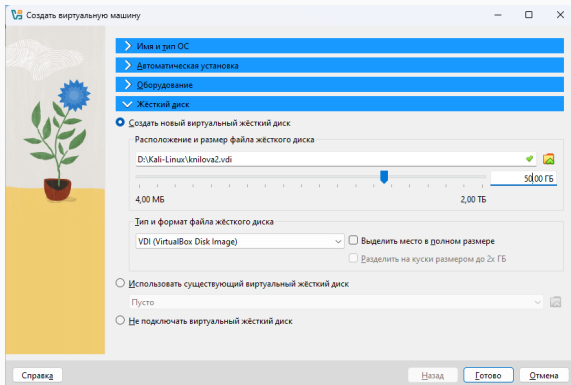 Создать виртуальную машину
Имя и тип ОС
Автоматическая установка
Оборудование
Жёсткий диск
Создать новый виртуальный жёсткий диск
Расположение и размер файла жёсткого диска
D:\Kali-Linux\knilova2.vdi
50,00 ГБ
4,00 МБ 2,00 ТБ
Тип и формат файла жёсткого диска
VDI (VirtualBox Disk Image) Выделить место в полном размере
Разделить на куски размером до 2х ГБ
Использовать существующий виртуальный жёсткий диск
Пусто
Не подключать виртуальный жёсткий диск
Справка Назад Готово Отмена